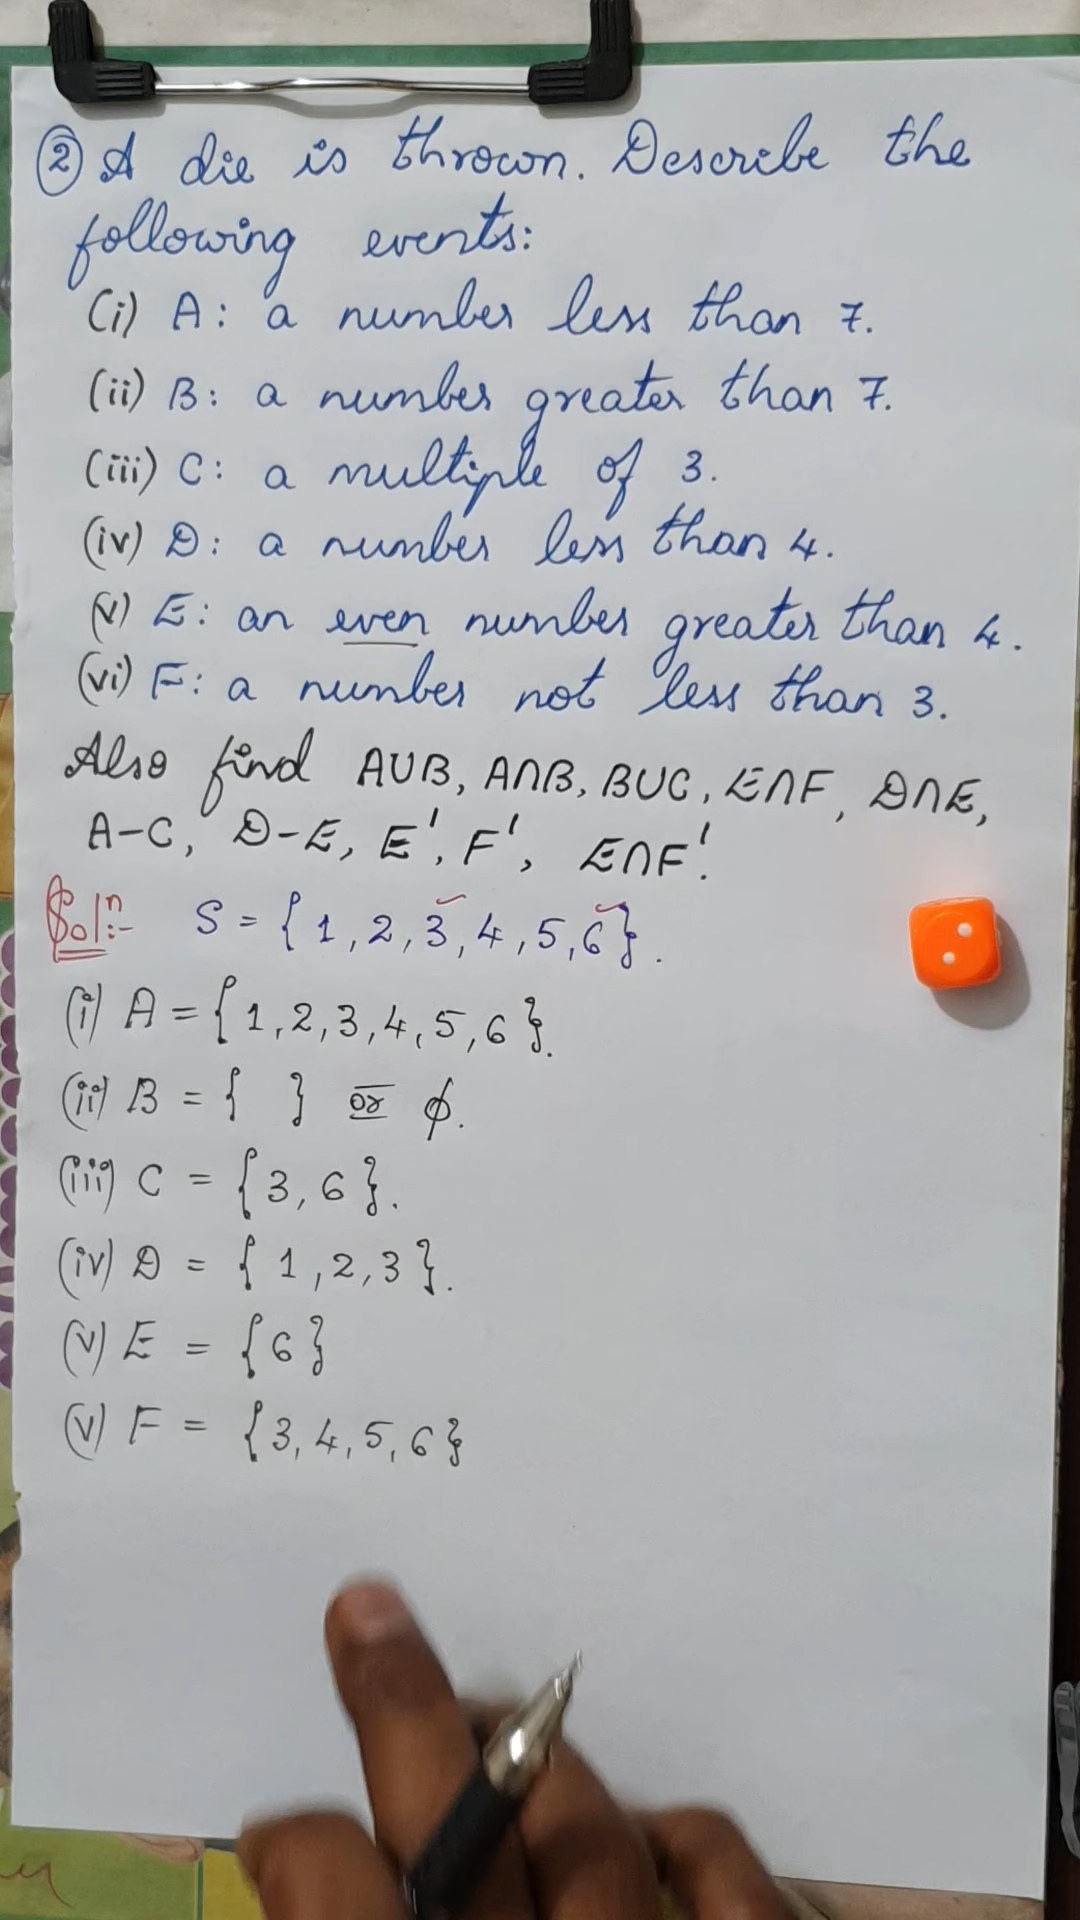 ② A die is thrown. Describe the
following events:
(i) A: a number less than 7.
(ii) B: a number greater than 7.
(iii) C: a multiple of 3.
(iv) D: a number less than 4.
(v) E: an even number greater than 4.
(vi) F: a number not less than 3.
Also find A∪B, A∩B, B∪C, E∩F, D∩E,
A-C, D-E, E', F', E∩F'.
Solⁿ:- S = {1, 2, 3, 4, 5, 6}.
(i) A = {1, 2, 3, 4, 5, 6}.
(ii) B = { } or ϕ.
(iii) C = {3, 6}.
(iv) D = {1, 2, 3}.
(v) E = {6}
(v) F = {3, 4, 5, 6}